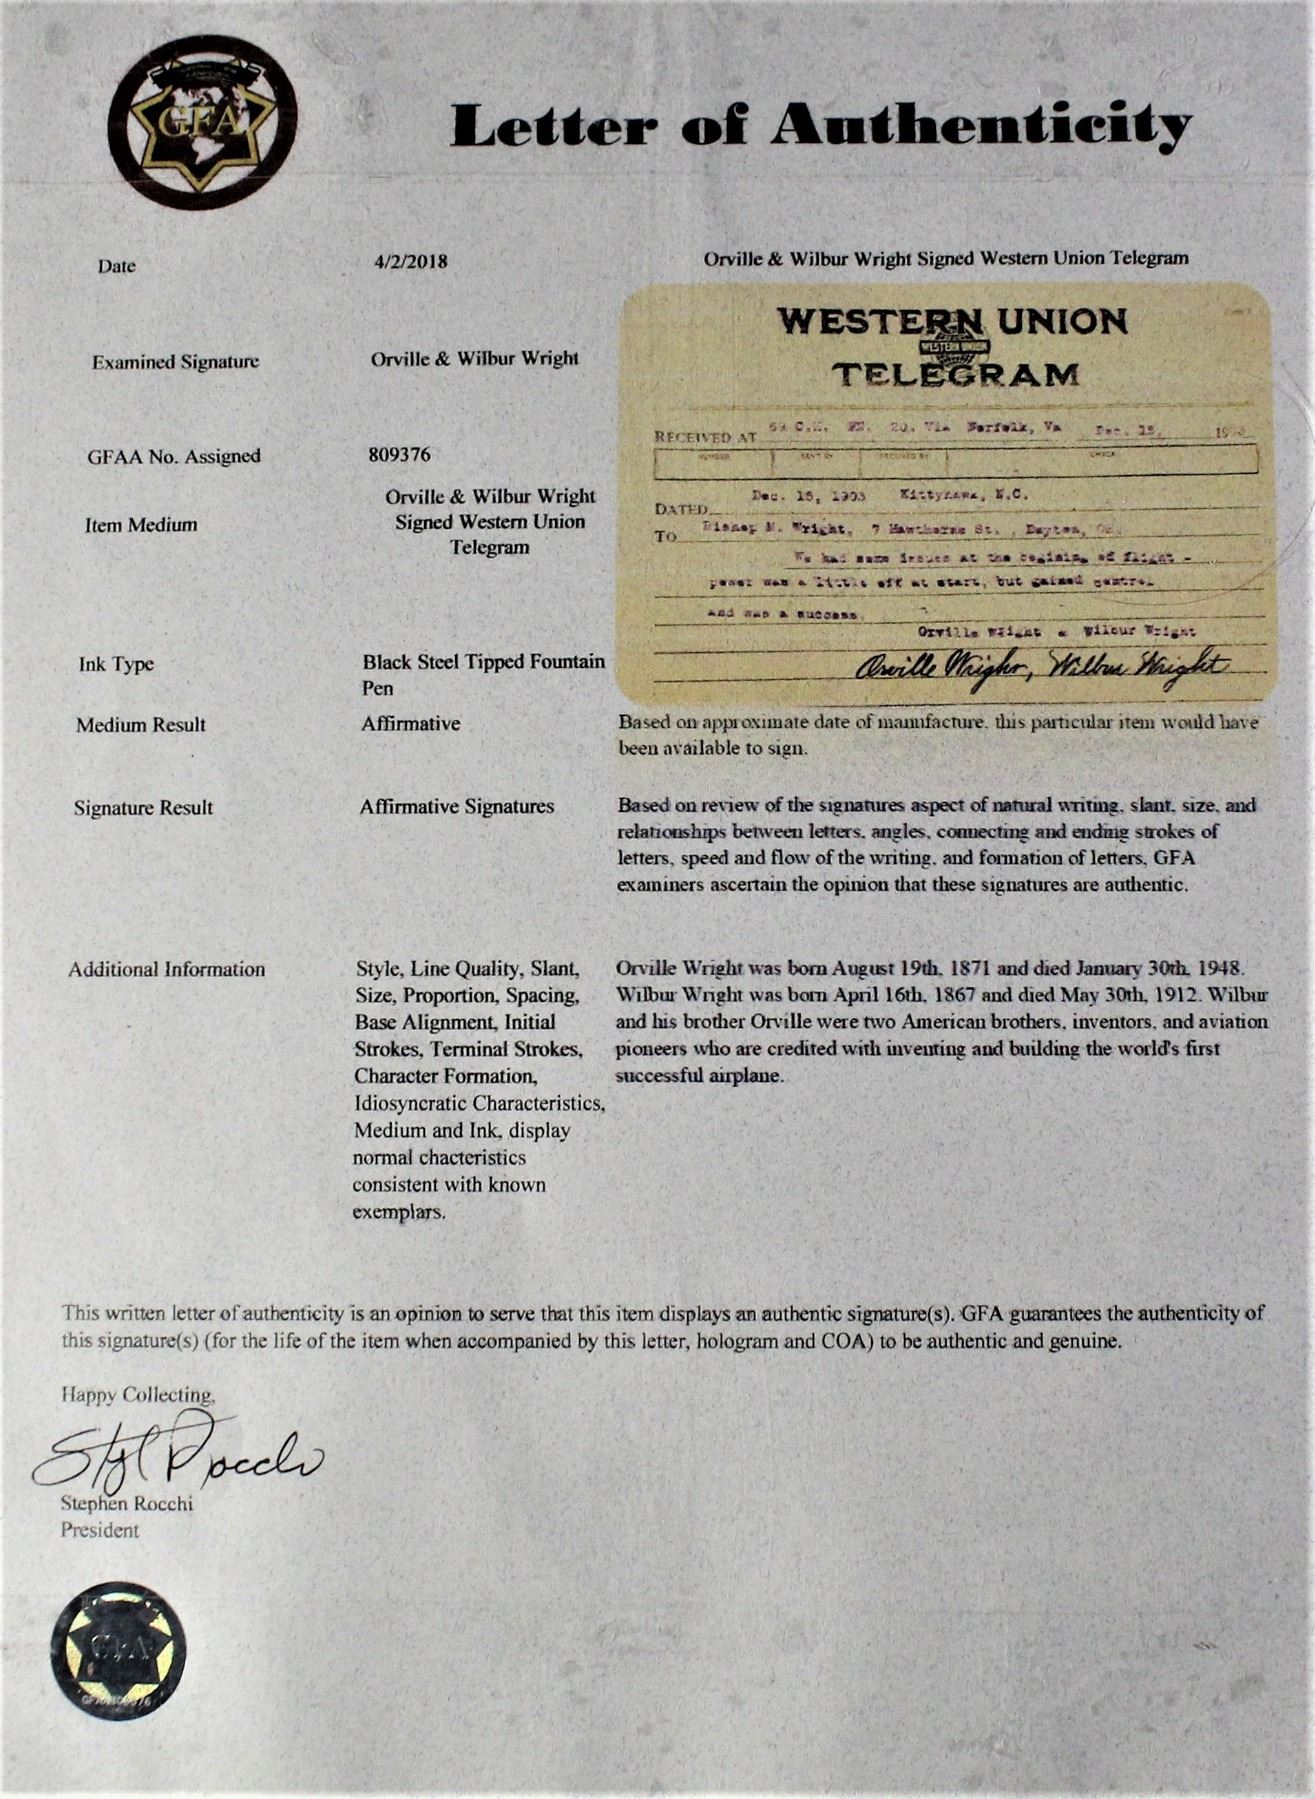 GFA
Letter of Authenticity
Date 4/2/2018
Orville & Wilbur Wright Signed Western Union Telegram
WESTERN UNION
TELEGRAM
RECEIVED AT Via Norfolk, Va Dec. 15,
DATED Dec. 15, 1903 Kittyhawk, N.C.
TO Bishop M. Wright, 7 Hawthorne St., Dayton,
We had some issues at the begining of flight -
power was a little off at start, but gained control
and was a success
Orville Wright & Wilbur Wright
Orville Wright, Wilbur Wright
Examined Signature Orville & Wilbur Wright
GFAA No. Assigned 809376
Item Medium Orville & Wilbur Wright
Signed Western Union
Telegram
Ink Type Black Steel Tipped Fountain
Pen
Medium Result Affirmative
Based on approximate date of manufacture, this particular item would have
been available to sign.
Signature Result Affirmative Signatures
Based on review of the signatures aspect of natural writing, slant, size, and
relationships between letters, angles, connecting and ending strokes of
letters, speed and flow of the writing, and formation of letters, GFA
examiners ascertain the opinion that these signatures are authentic.
Additional Information
Style, Line Quality, Slant,
Size, Proportion, Spacing,
Base Alignment, Initial
Strokes, Terminal Strokes,
Character Formation,
Idiosyncratic Characteristics,
Medium and Ink, display
normal chacteristics
consistent with known
exemplars.
Orville Wright was born August 19th, 1871 and died January 30th, 1948.
Wilbur Wright was born April 16th, 1867 and died May 30th, 1912. Wilbur
and his brother Orville were two American brothers, inventors, and aviation
pioneers who are credited with inventing and building the world's first
successful airplane.
This written letter of authenticity is an opinion to serve that this item displays an authentic signature(s). GFA guarantees the authenticity of
this signature(s) (for the life of the item when accompanied by this letter, hologram and COA) to be authentic and genuine.
Happy Collecting,
Stephen Rocchi
President
GFA